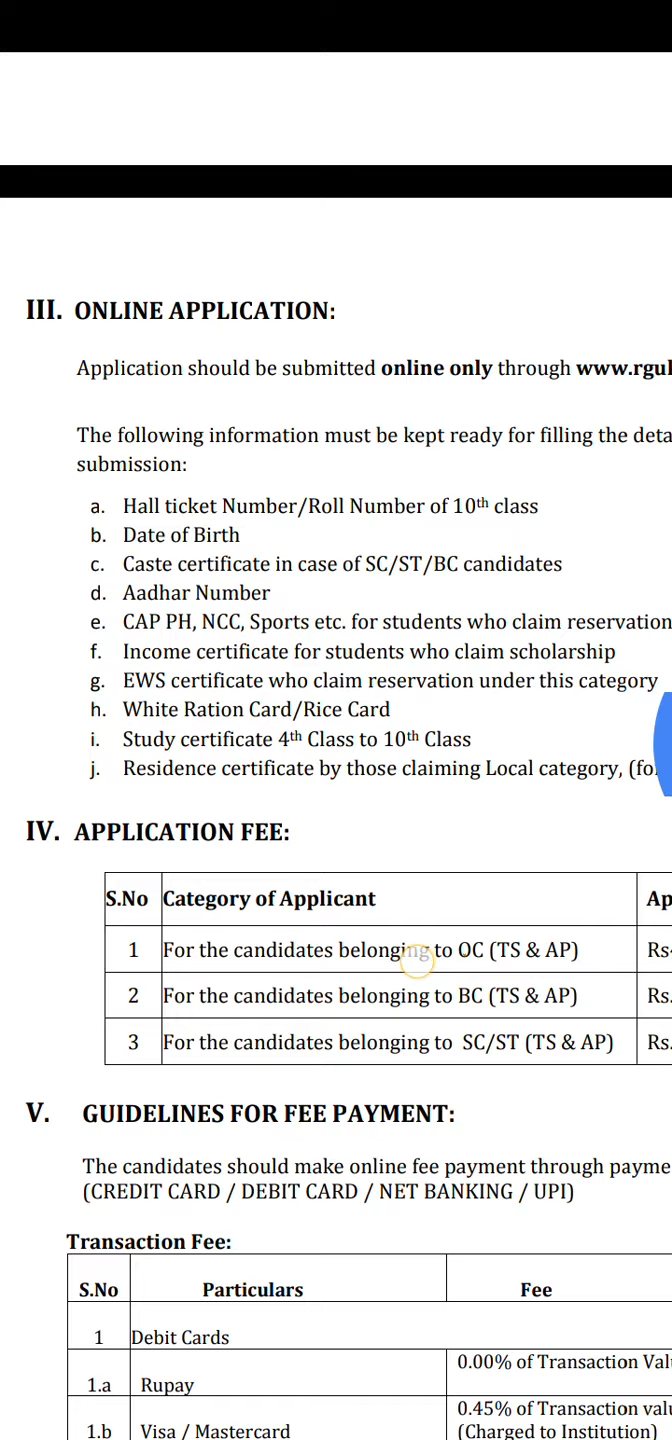 III. ONLINE APPLICATION:
Application should be submitted online only through www.rgu
The following information must be kept ready for filling the
submission:
a. Hall ticket Number/Roll Number of 10th class
b. Date of Birth
c. Caste certificate in case of SC/ST/BC candidates
d. Aadhar Number
e. CAP PH, NCC, Sports etc. for students who claim reservation
f. Income certificate for students who claim scholarship
g. EWS certificate who claim reservation under this category
h. White Ration Card/Rice Card
i. Study certificate 4th Class to 10th Class
j. Residence certificate by those claiming Local category,
IV. APPLICATION FEE:
S.No Category of Applicant
1 For the candidates belonging to OC (TS & AP) Rs
2 For the candidates belonging to BC (TS & AP) Rs.
3 For the candidates belonging to SC/ST (TS & AP) Rs.
V. GUIDELINES FOR FEE PAYMENT:
The candidates should make online fee payment through
(CREDIT CARD / DEBIT CARD / NET BANKING / UPI)
Transaction Fee:
S.No Particulars Fee
1 Debit Cards
1.a Rupay 0.00% of Transaction
1.b Visa / Mastercard 0.45% of Transaction
(Charged to Institution)